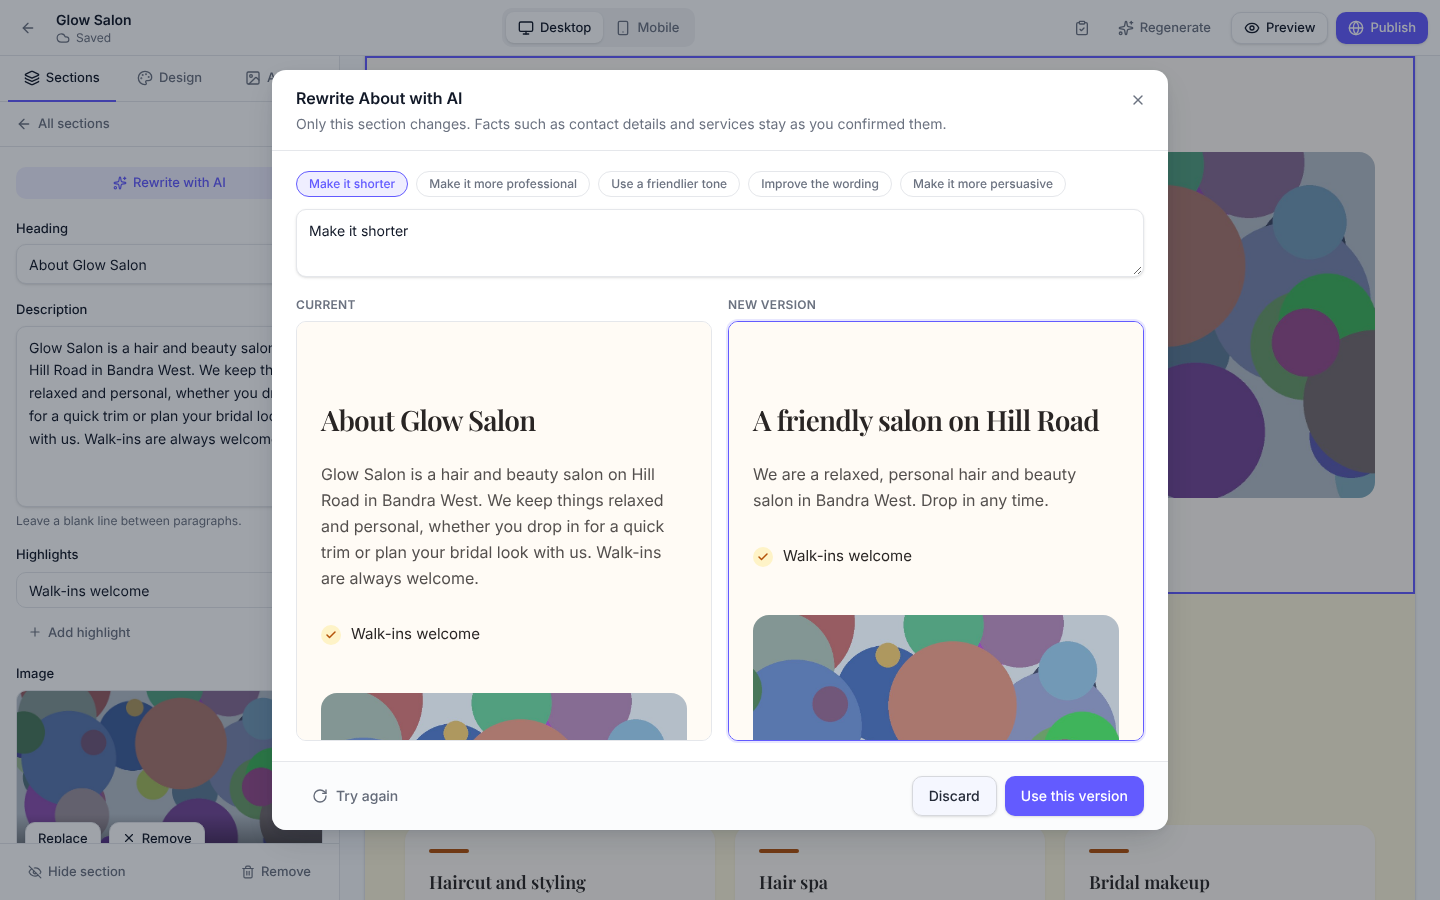 Glow Salon
Saved
Desktop
Mobile
Regenerate
Preview
Publish
Sections
Design
All sections
Rewrite with AI
Heading
About Glow Salon
Description
Glow Salon is a hair and beauty salon
Hill Road in Bandra West. We keep
relaxed and personal, whether you
for a quick trim or plan your bridal
with us. Walk-ins are always
Leave a blank line between paragraphs.
Highlights
Walk-ins welcome
Add highlight
Image
Replace
Remove
Hide section
Remove
Rewrite About with AI
Only this section changes. Facts such as contact details and services stay as you confirmed them.
Make it shorter
Make it more professional
Use a friendlier tone
Improve the wording
Make it more persuasive
Make it shorter
CURRENT
About Glow Salon
Glow Salon is a hair and beauty salon on Hill
Road in Bandra West. We keep things relaxed
and personal, whether you drop in for a quick
trim or plan your bridal look with us. Walk-ins
are always welcome.
Walk-ins welcome
NEW VERSION
A friendly salon on Hill Road
We are a relaxed, personal hair and beauty
salon in Bandra West. Drop in any time.
Walk-ins welcome
Try again
Discard
Use this version
Haircut and styling
Hair spa
Bridal makeup